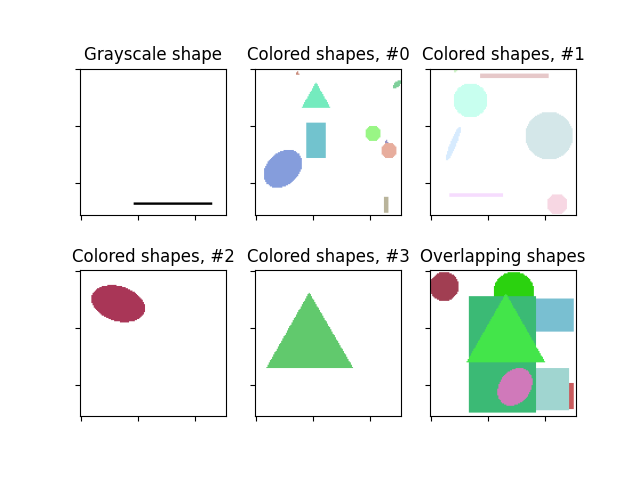 Grayscale shape
Colored shapes, #0
Colored shapes, #1
Colored shapes, #2
Colored shapes, #3
Overlapping shapes